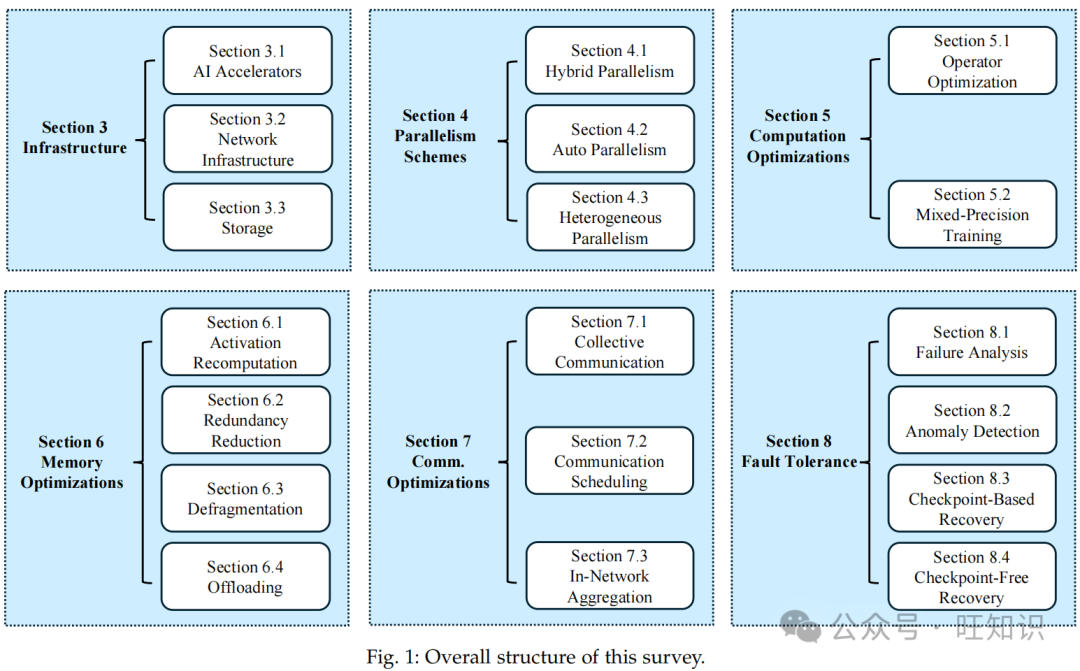 Section 3
Infrastructure
Section 3.1
AI Accelerators
Section 3.2
Network
Infrastructure
Section 3.3
Storage
Section 4
Parallelism
Schemes
Section 4.1
Hybrid Parallelism
Section 4.2
Auto Parallelism
Section 4.3
Heterogeneous
Parallelism
Section 5
Computation
Optimizations
Section 5.1
Operator
Optimization
Section 5.2
Mixed-Precision
Training
Section 6
Memory
Optimizations
Section 6.1
Activation
Recomputation
Section 6.2
Redundancy
Reduction
Section 6.3
Defragmentation
Section 6.4
Offloading
Section 7
Comm.
Optimizations
Section 7.1
Collective
Communication
Section 7.2
Communication
Scheduling
Section 7.3
In-Network
Aggregation
Section 8
Fault Tolerance
Section 8.1
Failure Analysis
Section 8.2
Anomaly Detection
Section 8.3
Checkpoint-Based
Recovery
Section 8.4
Checkpoint-Free
Recovery
公众号 · 旺知识
Fig. 1: Overall structure of this survey.